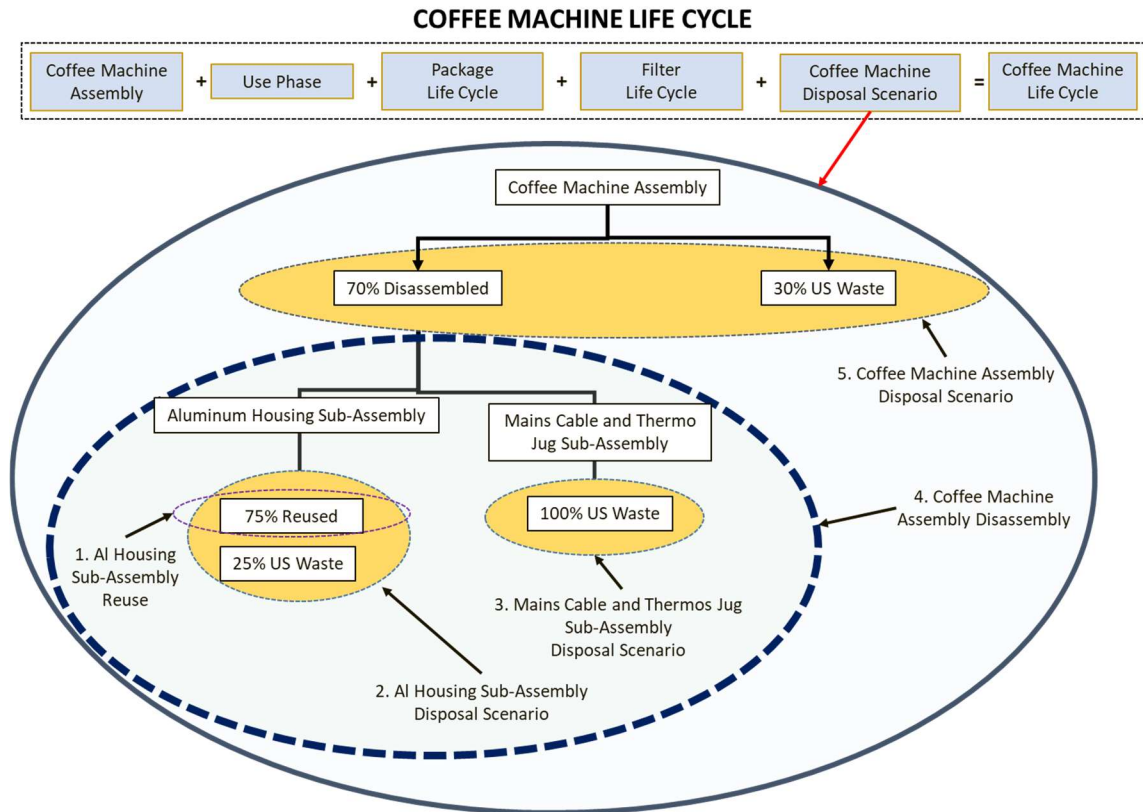 COFFEE MACHINE LIFE CYCLE
Coffee Machine
Assembly
+
Use Phase
+
Package
Life Cycle
+
Filter
Life Cycle
+
Coffee Machine
Disposal Scenario
=
Coffee Machine
Life Cycle
Coffee Machine Assembly
70% Disassembled
30% US Waste
5. Coffee Machine Assembly
Disposal Scenario
Aluminum Housing Sub-Assembly
Mains Cable and Thermo
Jug Sub-Assembly
75% Reused
25% US Waste
100% US Waste
4. Coffee Machine
Assembly Disassembly
1. Al Housing
Sub-Assembly
Reuse
3. Mains Cable and Thermos Jug
Sub-Assembly
Disposal Scenario
2. Al Housing Sub-Assembly
Disposal Scenario